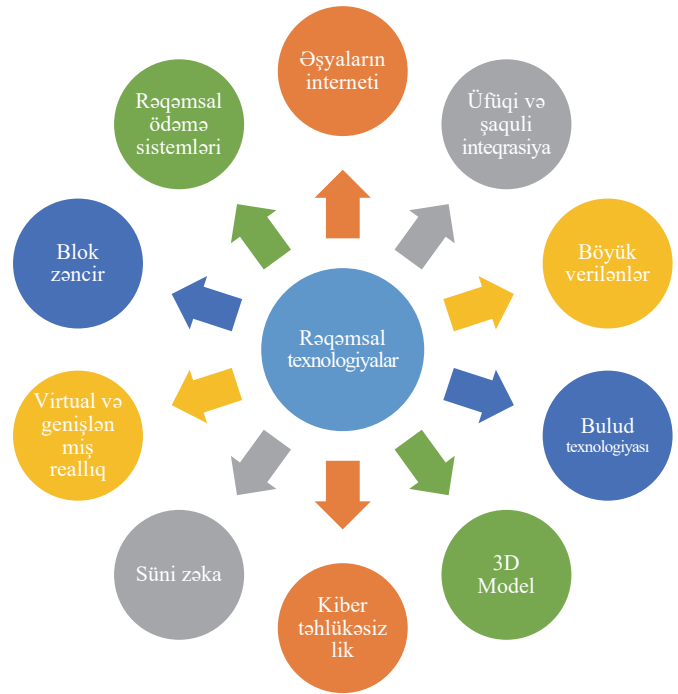 Əşyaların
interneti
Üfüqi və
şaquli
inteqrasiya
Böyük
verilənlər
Bulud
texnologiyası
3D
Model
Kiber
təhlükəsiz
lik
Süni zəka
Virtual və
genişlən
miş
reallıq
Blok
zəncir
Rəqəmsal
ödəmə
sistemləri
Rəqəmsal
texnologiyalar